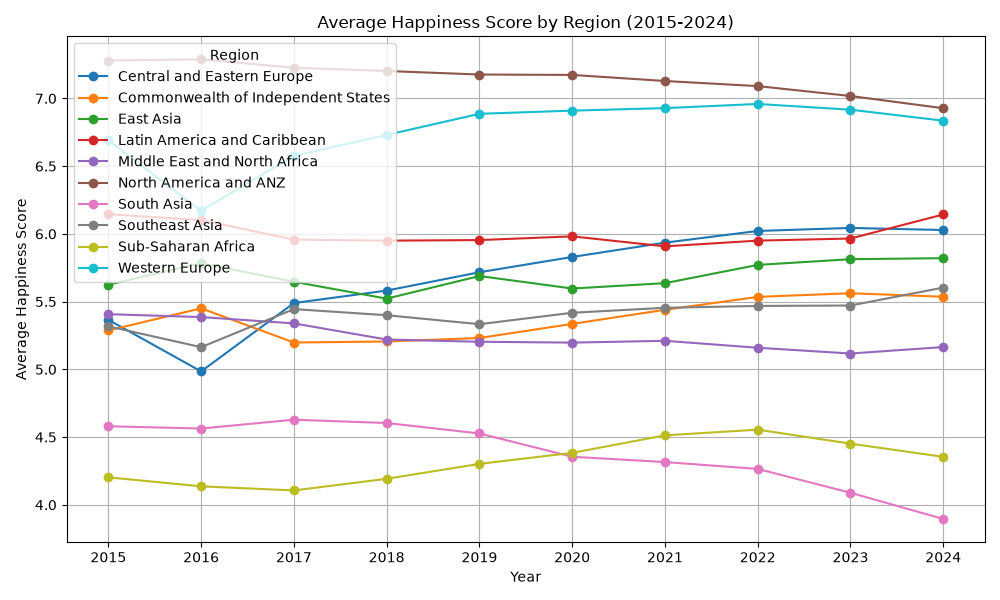 Average Happiness Score by Region (2015-2024)
Region
Central and Eastern Europe
Commonwealth of Independent States
East Asia
Latin America and Caribbean
Middle East and North Africa
North America and ANZ
South Asia
Southeast Asia
Sub-Saharan Africa
Western Europe
Average Happiness Score
7.0
6.5
6.0
5.5
5.0
4.5
4.0
2015 2016 2017 2018 2019 2020 2021 2022 2023 2024
Year